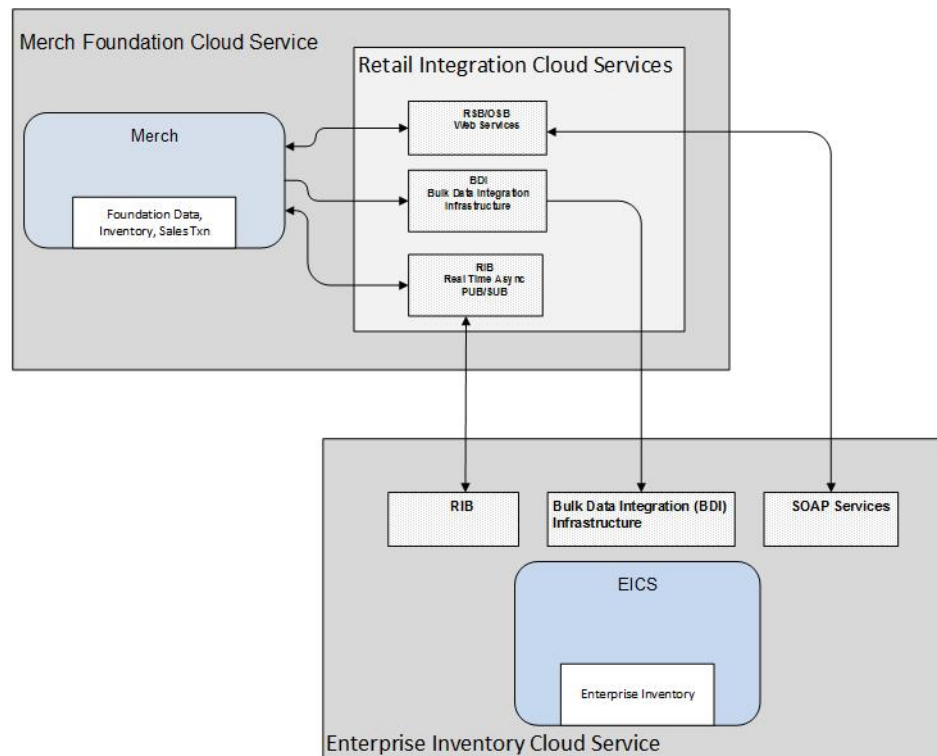 Merch Foundation Cloud Service
Retail Integration Cloud Services
RSB/OSB
Web Services
Merch
BDI
Bulk Data Integration
Infrastructure
Foundation Data,
Inventory, Sales Txn
RIB
Real Time Async
PUB/SUB
RIB
Bulk Data Integration (BDI)
Infrastructure
SOAP Services
EICS
Enterprise Inventory
Enterprise Inventory Cloud Service